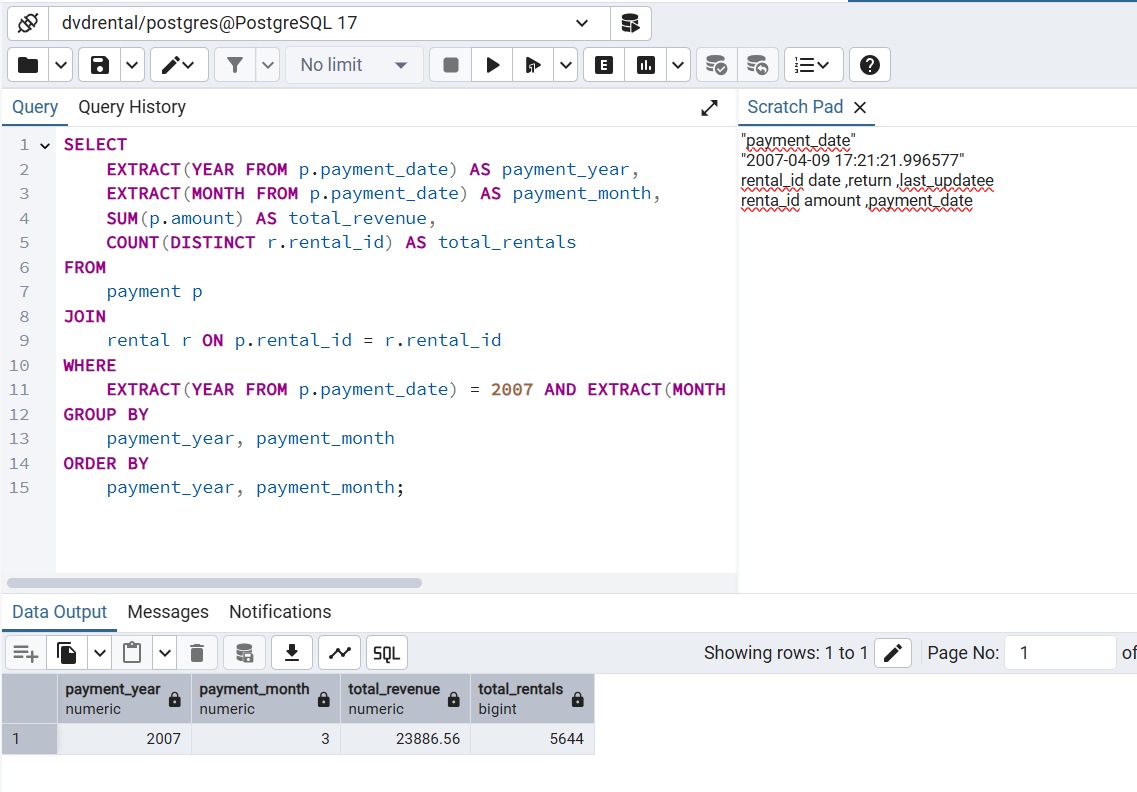 dvdrental/postgres@PostgreSQL 17
No limit
E
Query Query History
Scratch Pad
1 SELECT
2 EXTRACT(YEAR FROM p.payment_date) AS payment_year,
3 EXTRACT(MONTH FROM p.payment_date) AS payment_month,
4 SUM(p.amount) AS total_revenue,
5 COUNT(DISTINCT r.rental_id) AS total_rentals
6 FROM
7 payment p
8 JOIN
9 rental r ON p.rental_id = r.rental_id
10 WHERE
11 EXTRACT(YEAR FROM p.payment_date) = 2007 AND EXTRACT(MONTH
12 GROUP BY
13 payment_year, payment_month
14 ORDER BY
15 payment_year, payment_month;
"payment_date"
"2007-04-09 17:21:21.996577"
rental_id date ,return ,last_updatee
renta_id amount ,payment_date
Data Output Messages Notifications
SQL
Showing rows: 1 to 1
Page No: 1 of
payment_year payment_month total_revenue total_rentals
numeric numeric numeric bigint
1 2007 3 23886.56 5644